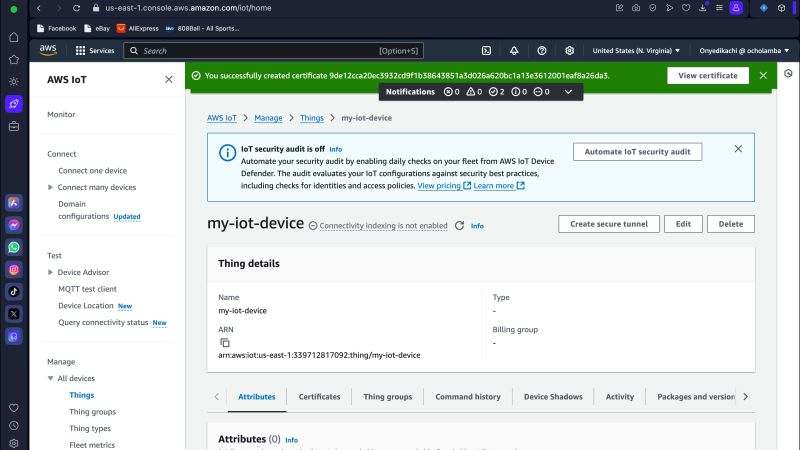 us-east-1.console.aws.amazon.com/iot/home
Facebook
eBay
AliExpress
808Ball - All Sports...
aws
Services
Search
[Option+S]
United States (N. Virginia)
Onyedikachi @ ocholamba
AWS IoT
Monitor
Connect
Connect one device
Connect many devices
Domain
configurations Updated
Test
Device Advisor
MQTT test client
Device Location New
Query connectivity status New
Manage
All devices
Things
Thing groups
Thing types
Fleet metrics
You successfully created certificate 9de12cca20ec3932cd9f1b38643851a3d026a620bc1a13e3612001eaf8a26da3.
View certificate
Notifications 0 0 2 0 0
AWS IoT > Manage > Things > my-iot-device
IoT security audit is off Info
Automate your security audit by enabling daily checks on your fleet from AWS IoT Device
Defender. The audit evaluates your IoT configurations against security best practices,
including checks for identities and access policies. View pricing Learn more
Automate IoT security audit
my-iot-device Connectivity indexing is not enabled Info
Create secure tunnel
Edit
Delete
Thing details
Name
my-iot-device
ARN
arn:aws:iot:us-east-1:339712817092:thing/my-iot-device
Type
-
Billing group
-
Attributes
Certificates
Thing groups
Command history
Device Shadows
Activity
Packages and version
Attributes (0) Info